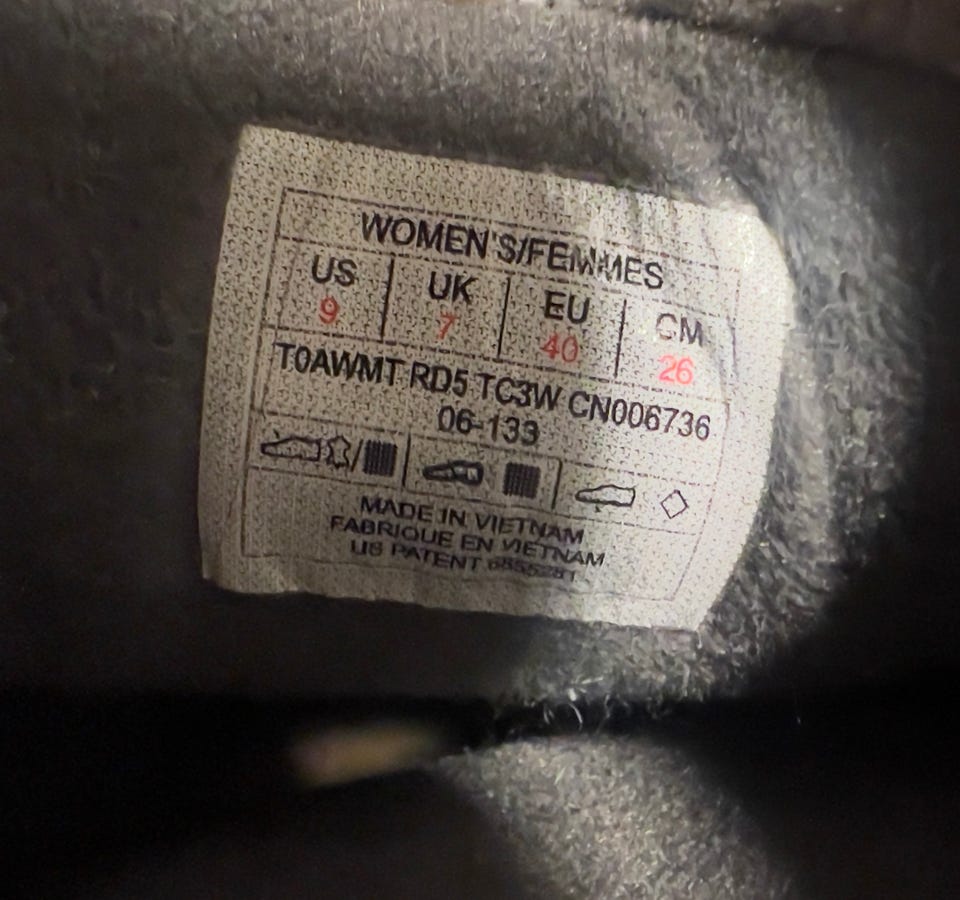 WOMEN'S/FEMMES
US UK EU CM
9 7 40 26
T0AWMT RD5 TC3W CN006736
06-133
MADE IN VIETNAM
FABRIQUE EN VIETNAM
US PATENT